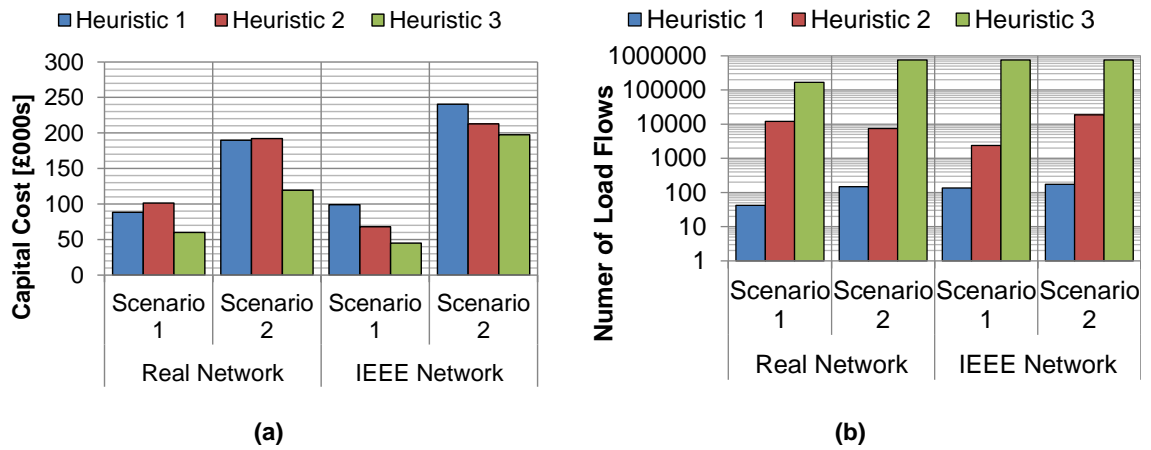 Heuristic 1 Heuristic 2 Heuristic 3
Capital Cost [£000s]
300
250
200
150
100
50
0
Scenario 1
Scenario 2
Scenario 1
Scenario 2
Real Network
IEEE Network
(a)
Heuristic 1 Heuristic 2 Heuristic 3
Numer of Load Flows
1000000
100000
10000
1000
100
10
1
Scenario 1
Scenario 2
Scenario 1
Scenario 2
Real Network
IEEE Network
(b)